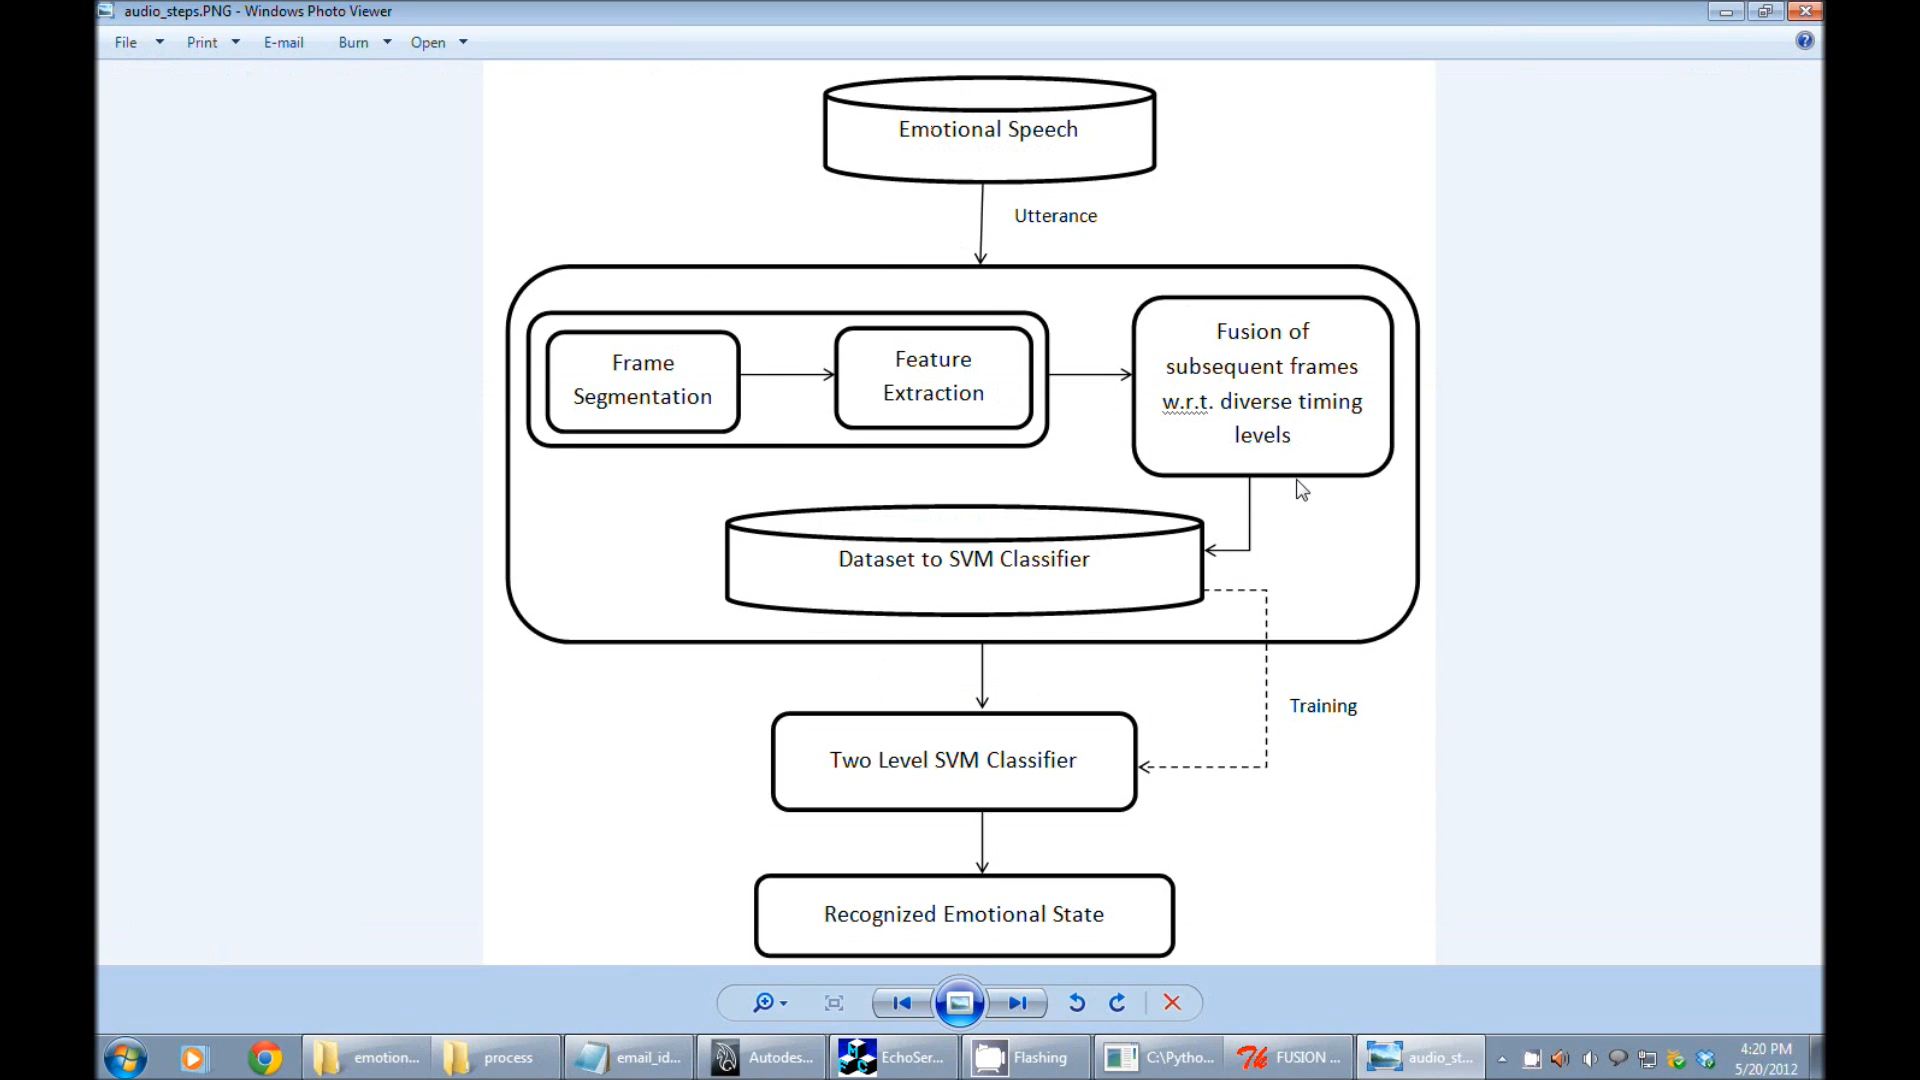 audio_steps.PNG - Windows Photo Viewer
File Print E-mail Burn Open
Emotional Speech
Utterance
Frame
Segmentation
Feature
Extraction
Fusion of
subsequent frames
w.r.t. diverse timing
levels
Dataset to SVM Classifier
Training
Two Level SVM Classifier
Recognized Emotional State
emotion...
process
email_id...
Autodes...
EchoSer...
Flashing
C:\Pytho...
FUSION ...
audio_st...
4:20 PM
5/20/2012